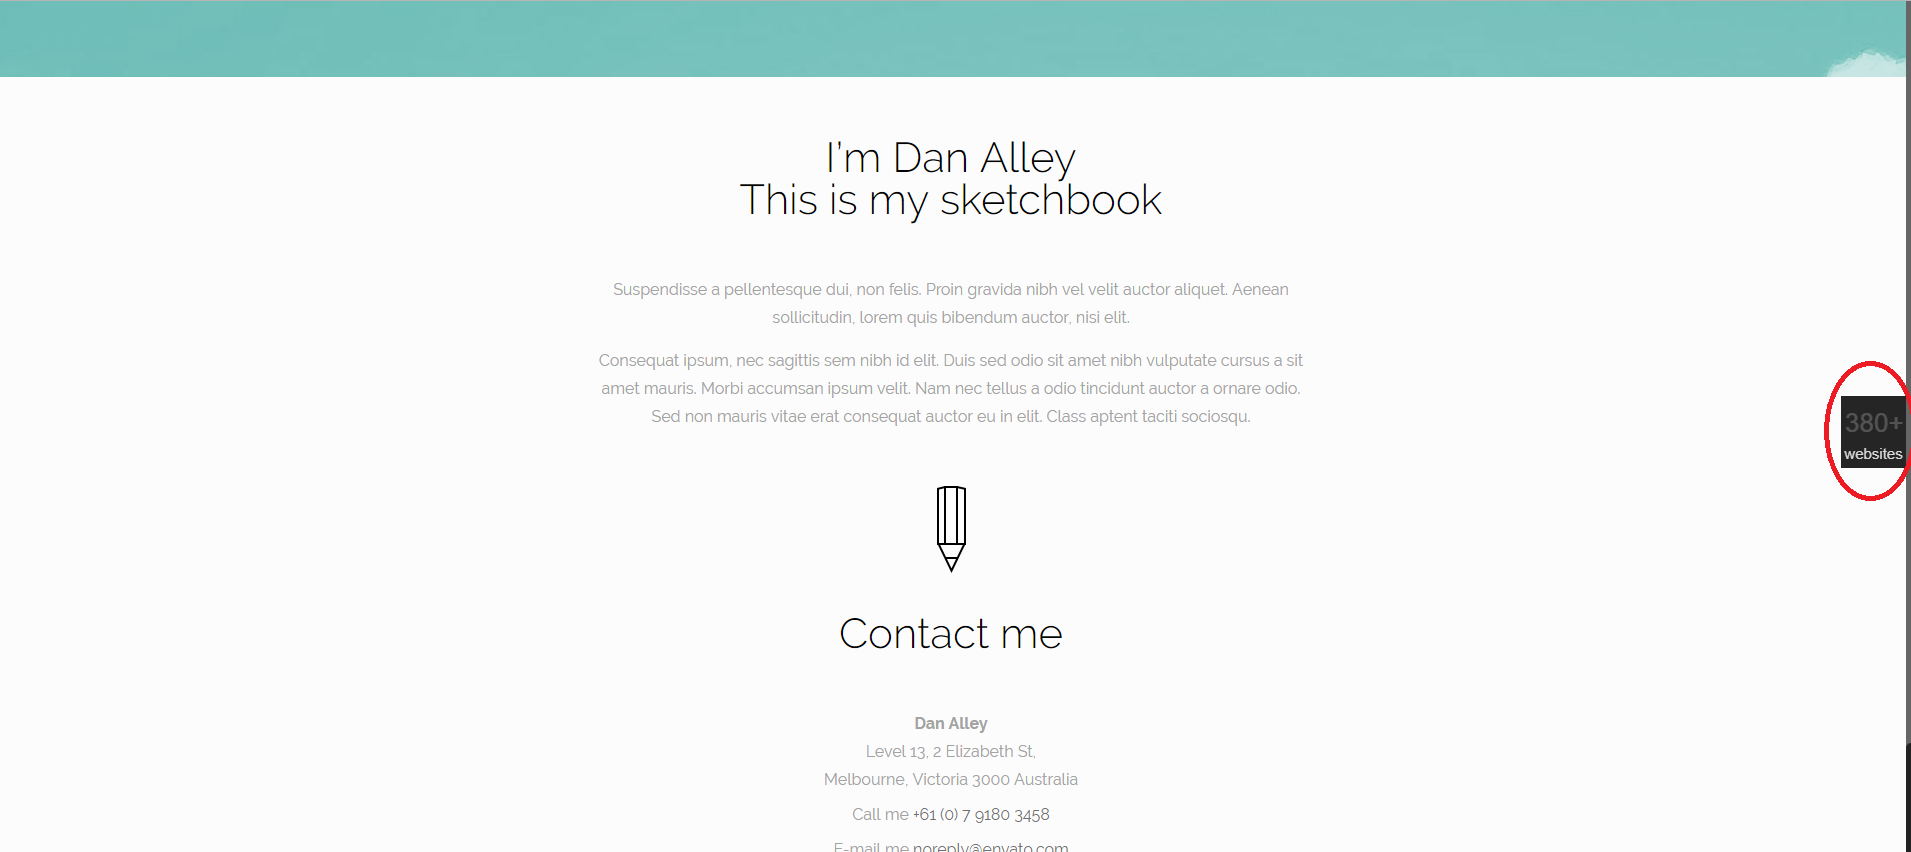 I'm Dan Alley
This is my sketchbook
Suspendisse a pellentesque dui, non felis. Proin gravida nibh vel velit auctor aliquet. Aenean
sollicitudin, lorem quis bibendum auctor, nisi elit.
Consequat ipsum, nec sagittis sem nibh id elit. Duis sed odio sit amet nibh vulputate cursus a sit
amet mauris. Morbi accumsan ipsum velit. Nam nec tellus a odio tincidunt auctor a ornare odio.
Sed non mauris vitae erat consequat auctor eu in elit. Class aptent taciti sociosqu.
380+
websites
Contact me
Dan Alley
Level 13, 2 Elizabeth St,
Melbourne, Victoria 3000 Australia
Call me +61 (0) 7 9180 3458
E-mail me noreply@envato.com